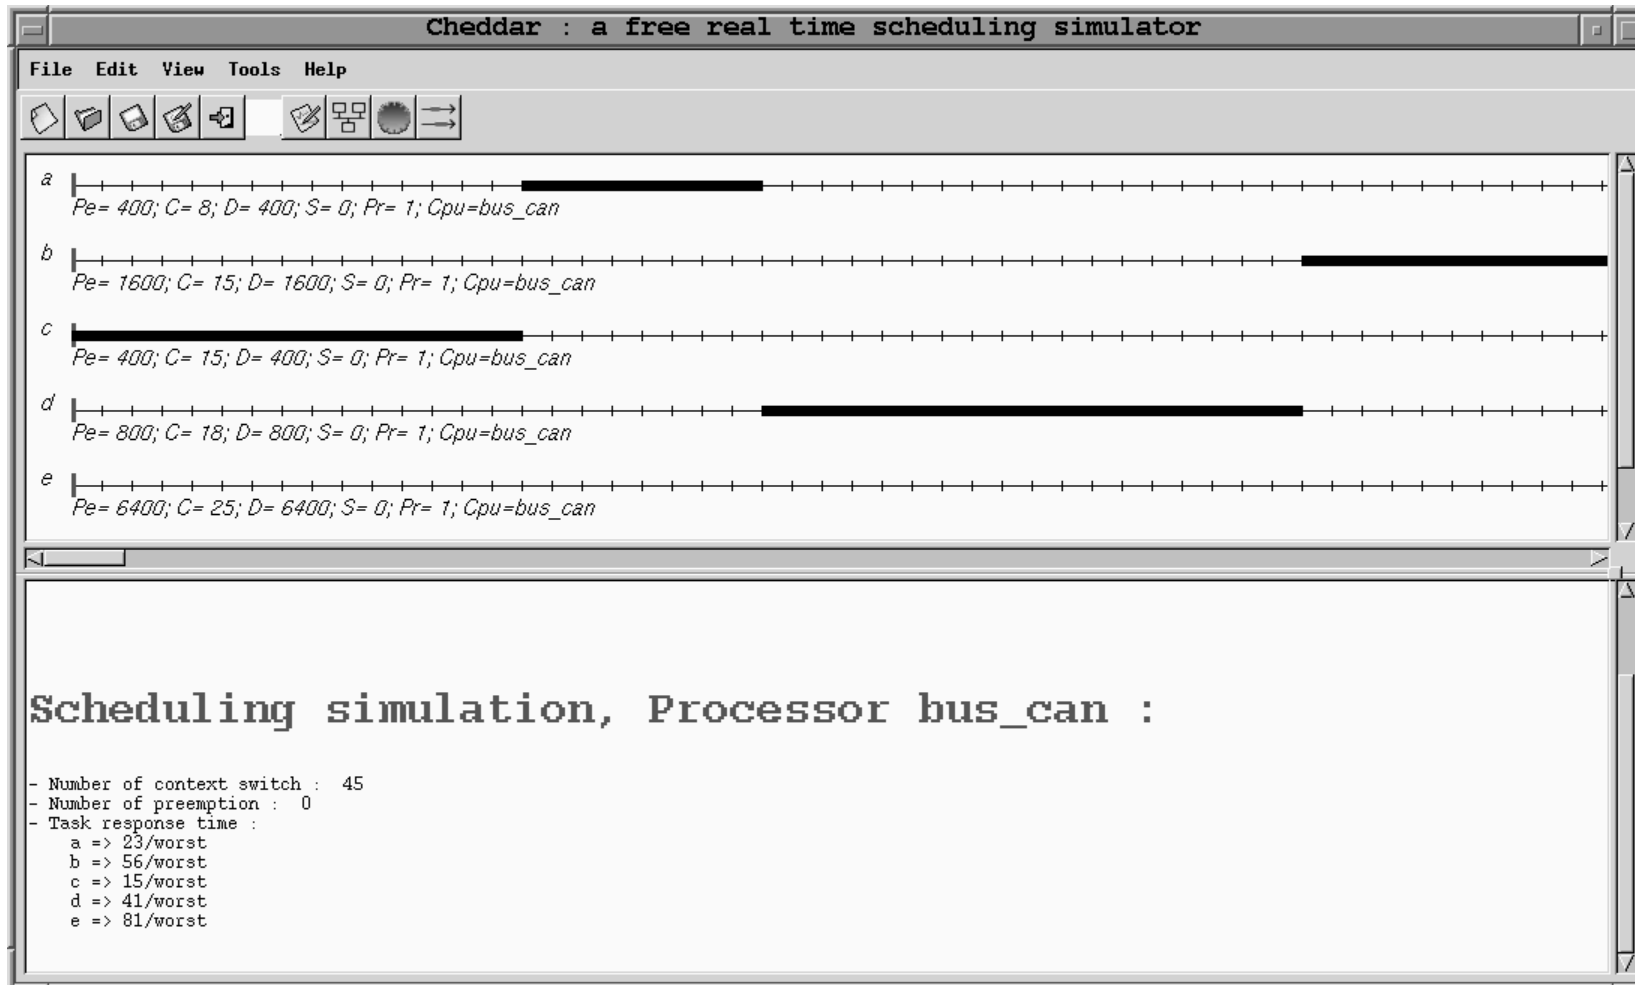 Cheddar : a free real time scheduling simulator
File Edit View Tools Help
a
Pe= 400; C= 8; D= 400; S= 0; Pr= 1; Cpu=bus_can
b
Pe= 1600; C= 15; D= 1600; S= 0; Pr= 1; Cpu=bus_can
c
Pe= 400; C= 15; D= 400; S= 0; Pr= 1; Cpu=bus_can
d
Pe= 800; C= 18; D= 800; S= 0; Pr= 1; Cpu=bus_can
e
Pe= 6400; C= 25; D= 6400; S= 0; Pr= 1; Cpu=bus_can
Scheduling simulation, Processor bus_can :
- Number of context switch : 45
- Number of preemption : 0
- Task response time :
a => 23/worst
b => 56/worst
c => 15/worst
d => 41/worst
e => 81/worst